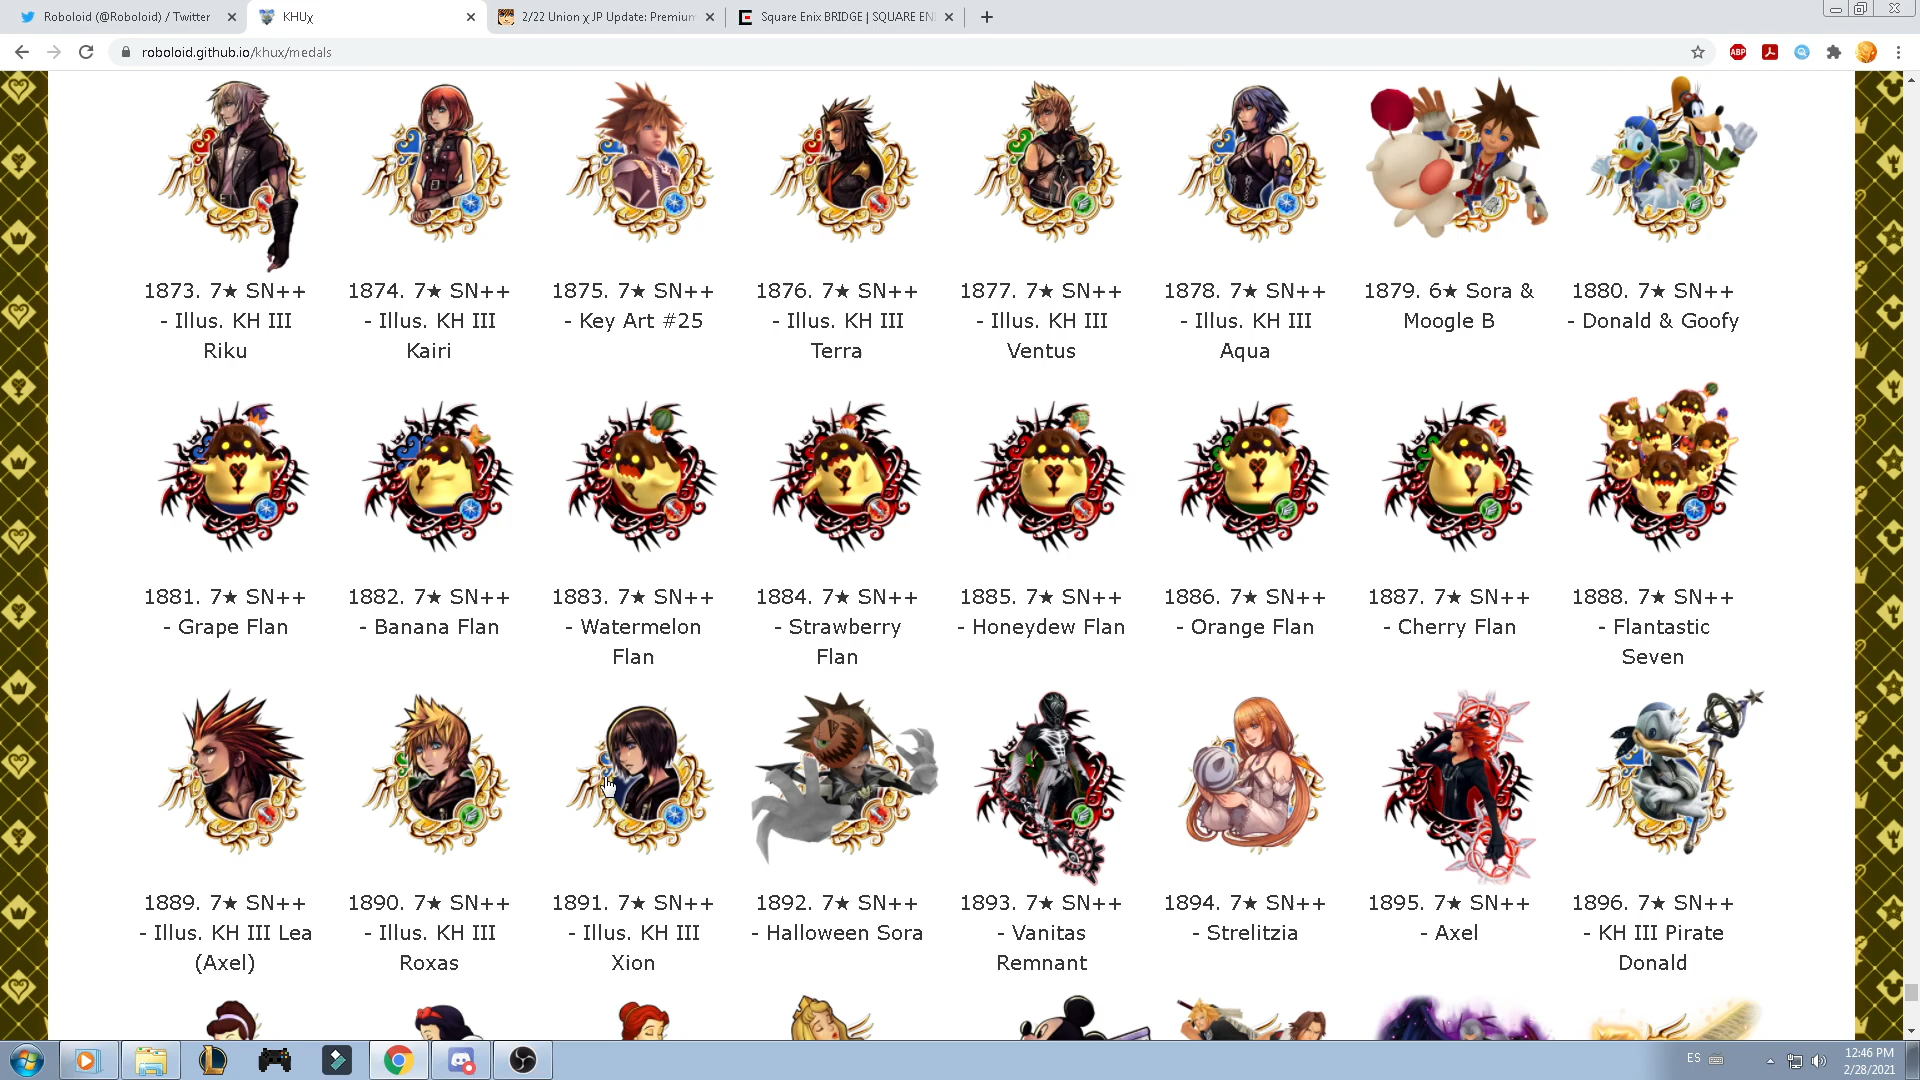 Roboloid (@Roboloid) / Twitter
KHUχ
2/22 Union χ JP Update: Premium
Square Enix BRIDGE | SQUARE EN
roboloid.github.io/khux/medals
ABP
1873. 7★ SN++
- Illus. KH III
Riku
1874. 7★ SN++
- Illus. KH III
Kairi
1875. 7★ SN++
- Key Art #25
1876. 7★ SN++
- Illus. KH III
Terra
1877. 7★ SN++
- Illus. KH III
Ventus
1878. 7★ SN++
- Illus. KH III
Aqua
1879. 6★ Sora &
Moogle B
1880. 7★ SN++
- Donald & Goofy
1881. 7★ SN++
- Grape Flan
1882. 7★ SN++
- Banana Flan
1883. 7★ SN++
- Watermelon
Flan
1884. 7★ SN++
- Strawberry
Flan
1885. 7★ SN++
- Honeydew Flan
1886. 7★ SN++
- Orange Flan
1887. 7★ SN++
- Cherry Flan
1888. 7★ SN++
- Flantastic
Seven
1889. 7★ SN++
- Illus. KH III Lea
(Axel)
1890. 7★ SN++
- Illus. KH III
Roxas
1891. 7★ SN++
- Illus. KH III
Xion
1892. 7★ SN++
- Halloween Sora
1893. 7★ SN++
- Vanitas
Remnant
1894. 7★ SN++
- Strelitzia
1895. 7★ SN++
- Axel
1896. 7★ SN++
- KH III Pirate
Donald
ES
12:46 PM
2/28/2021